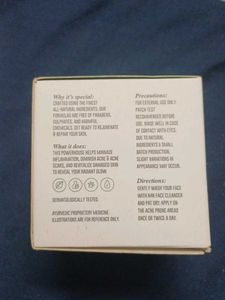 Why it's special:
CRAFTED USING THE FINEST
ALL-NATURAL INGREDIENTS, OUR
FORMULAS ARE FREE OF PARABENS,
SULPHATES, AND HARMFUL
CHEMICALS. GET READY TO REJUVENATE
& REPAIR YOUR SKIN.
What it does:
THIS POWERHOUSE HELPS MINIMIZE
INFLAMMATION, DIMINISH ACNE & ACNE
SCARS, AND REVITALIZE DAMAGED SKIN
TO REVEAL YOUR RADIANT GLOW.
DERMATOLOGICALLY TESTED
AYURVEDIC PROPRIETARY MEDICINE
ILLUSTRATIONS ARE FOR REFERENCE ONLY.
Precautions:
FOR EXTERNAL USE ONLY.
PATCH TEST
RECOMMENDED BEFORE
USE. RINSE WELL IN CASE
OF CONTACT WITH EYES.
DUE TO NATURAL
INGREDIENTS & SMALL
BATCH PRODUCTION,
SLIGHT VARIATIONS IN
APPEARANCE MAY OCCUR.
Directions:
GENTLY WASH YOUR FACE
WITH FACE CLEANSER
AND PAT DRY. APPLY ON
THE ACNE PRONE AREAS
ONCE OR TWICE A DAY.